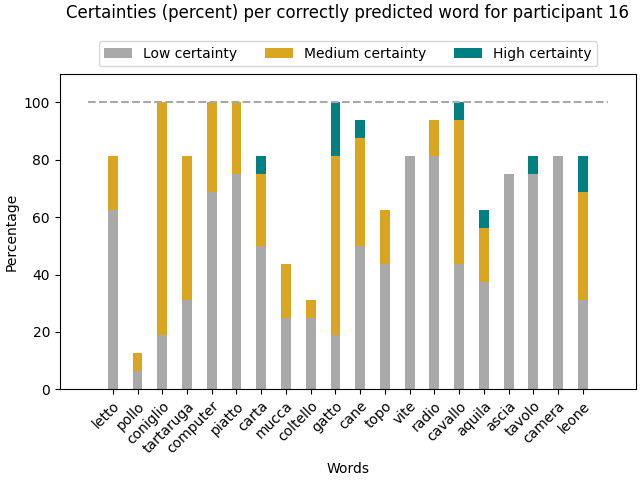 Certainties (percent) per correctly predicted word for participant 16
Low certainty Medium certainty High certainty
100
80
60
40
20
0
Percentage
letto pollo coniglio tartaruga computer piatto carta mucca coltello gatto cane topo vite radio cavallo aquila ascia tavolo camera leone
Words